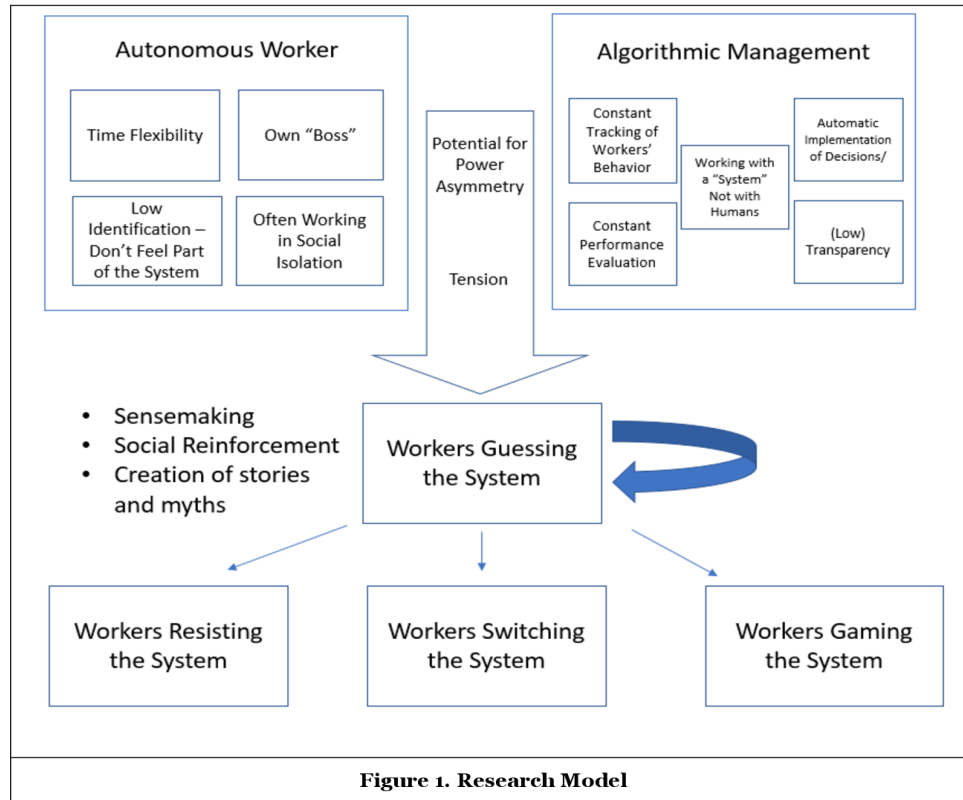 Autonomous Worker
Time Flexibility
Own “Boss”
Low
Identification –
Don’t Feel Part
of the System
Often Working
in Social
Isolation
Potential for
Power
Asymmetry
Tension
Algorithmic Management
Constant
Tracking of
Workers’
Behavior
Working with
a “System”
Not with
Humans
Automatic
Implementation
of Decisions/
Constant
Performance
Evaluation
(Low)
Transparency
• Sensemaking
• Social Reinforcement
• Creation of stories
and myths
Workers Guessing
the System
Workers Resisting
the System
Workers Switching
the System
Workers Gaming
the System
Figure 1. Research Model